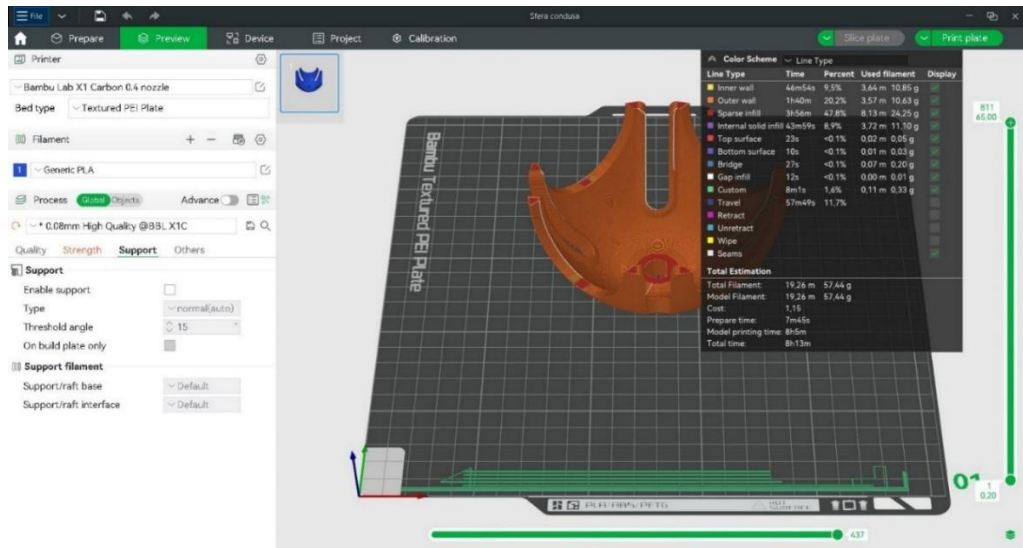 File
Sfera condusa
Prepare
Preview
Device
Project
Calibration
Slice plate
Print plate
Printer
Bambu Lab X1 Carbon 0.4 nozzle
Bed type
Textured PEI Plate
Filament
1 Generic PLA
Process Global Objects Advance
* 0.08mm High Quality @BBL X1C
Quality Strength Support Others
Support
Enable support
Type normal(auto)
Threshold angle 15 °
On build plate only
Support filament
Support/raft base Default
Support/raft interface Default
1
Bambu Textured PEI Plate
Color Scheme Line Type
Line Type Time Percent Used filament Display
Inner wall 46m54s 9,5% 3,64 m 10,85 g
Outer wall 1h40m 20,2% 3,57 m 10,63 g
Sparse infill 3h56m 47,8% 8,13 m 24,25 g
Internal solid infill 43m59s 8,9% 3,72 m 11,10 g
Top surface 23s <0.1% 0,02 m 0,05 g
Bottom surface 10s <0.1% 0,01 m 0,03 g
Bridge 27s <0.1% 0,07 m 0,20 g
Gap infill 12s <0.1% 0,00 m 0,01 g
Custom 8m1s 1,6% 0,11 m 0,33 g
Travel 57m49s 11,7%
Retract
Unretract
Wipe
Seams
Total Estimation
Total Filament: 19,26 m 57,44 g
Model Filament: 19,26 m 57,44 g
Cost: 1,15
Prepare time: 7m45s
Model printing time: 8h5m
Total time: 8h13m
811
65,00
01
1
0,20
PLA/ABS/PETG
HOT SURFACE
437